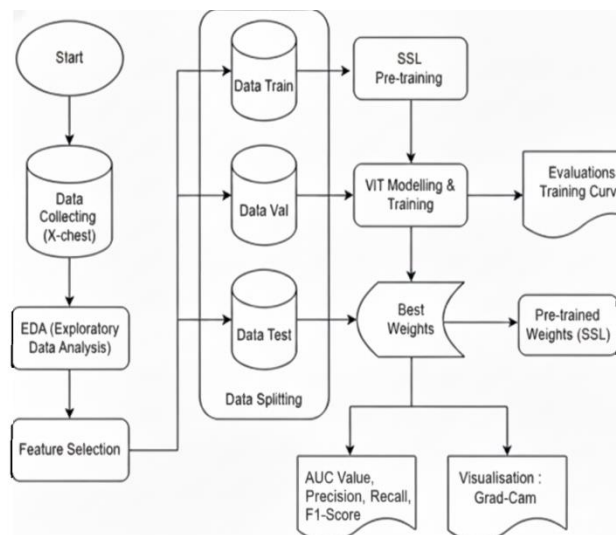 Start
Data
Collecting
(X-chest)
EDA (Exploratory
Data Analysis)
Feature Selection
Data Train
Data Val
Data Test
Data Splitting
SSL
Pre-training
VIT Modelling &
Training
Evaluations
Training Curv
Best
Weights
Pre-trained
Weights (SSL)
AUC Value,
Precision, Recall,
F1-Score
Visualisation :
Grad-Cam